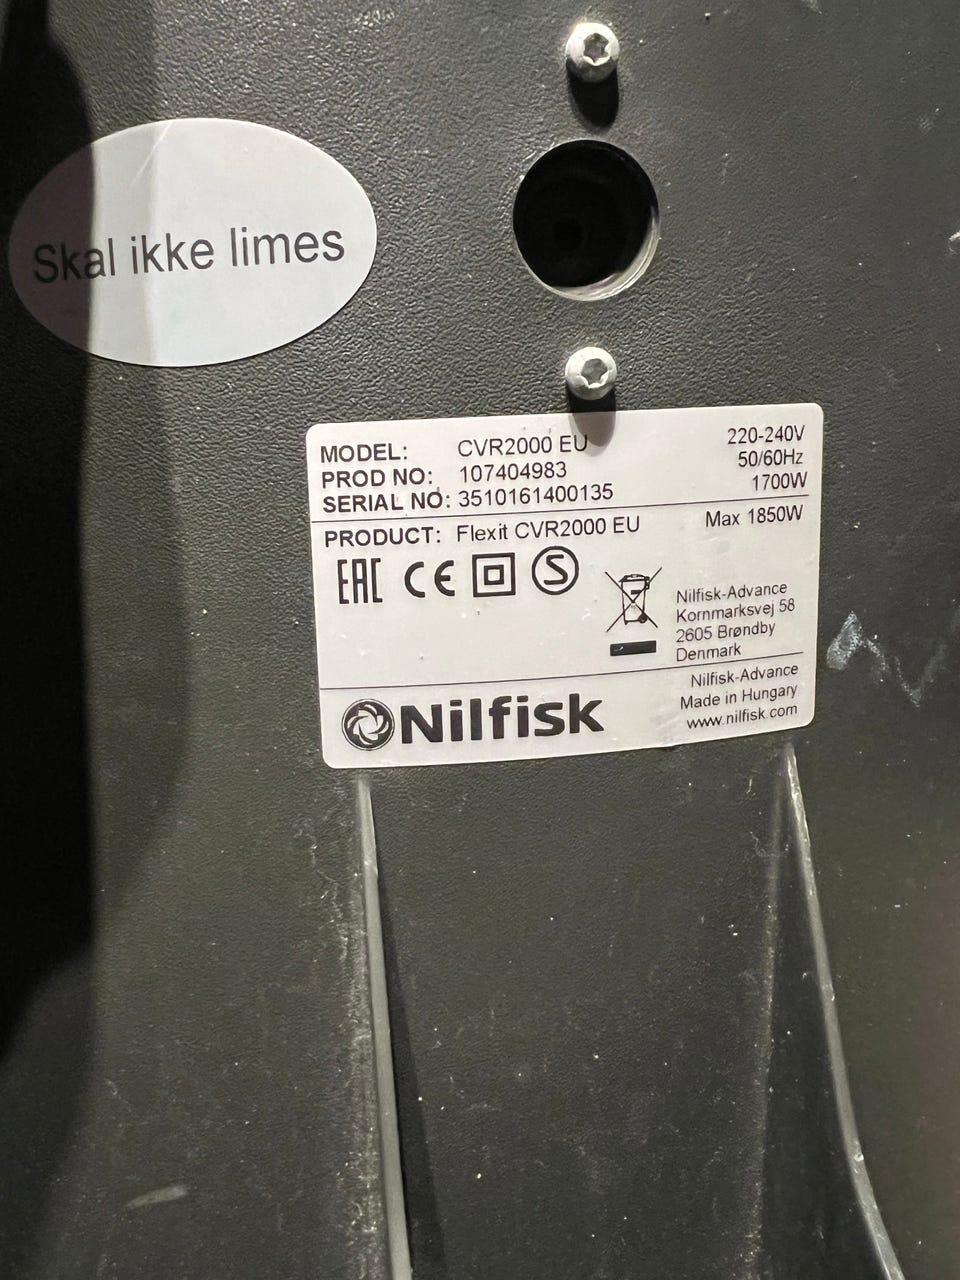 Skal ikke limes
MODEL: CVR2000 EU 220-240V
PROD NO: 107404983 50/60Hz
SERIAL NO: 3510161400135 1700W
PRODUCT: Flexit CVR2000 EU Max 1850W
EAC CE S
Nilfisk-Advance
Kornmarksvej 58
2605 Brøndby
Denmark
Nilfisk-Advance
Made in Hungary
www.nilfisk.com
Nilfisk